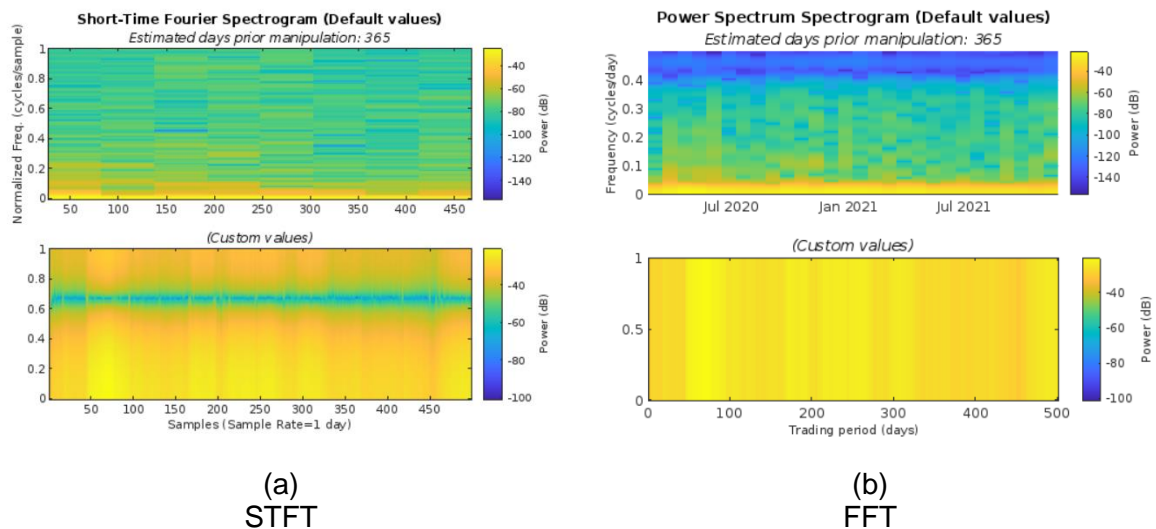 Short-Time Fourier Spectrogram (Default values)
Estimated days prior manipulation: 365
Normalized Freq. (cycles/sample)
1
0.8
0.6
0.4
0.2
0
50 100 150 200 250 300 350 400 450
-40
-60
-80
-100
-120
-140
Power (dB)
(Custom values)
1
0.8
0.6
0.4
0.2
0
50 100 150 200 250 300 350 400 450
Samples (Sample Rate=1 day)
-40
-60
-80
-100
Power (dB)
(a)
STFT
Power Spectrum Spectrogram (Default values)
Estimated days prior manipulation: 365
Frequency (cycles/day)
0.4
0.3
0.2
0.1
0
Jul 2020 Jan 2021 Jul 2021
-40
-60
-80
-100
-120
-140
Power (dB)
(Custom values)
1
0.5
0
0 100 200 300 400 500
Trading period (days)
-40
-60
-80
-100
Power (dB)
(b)
FFT